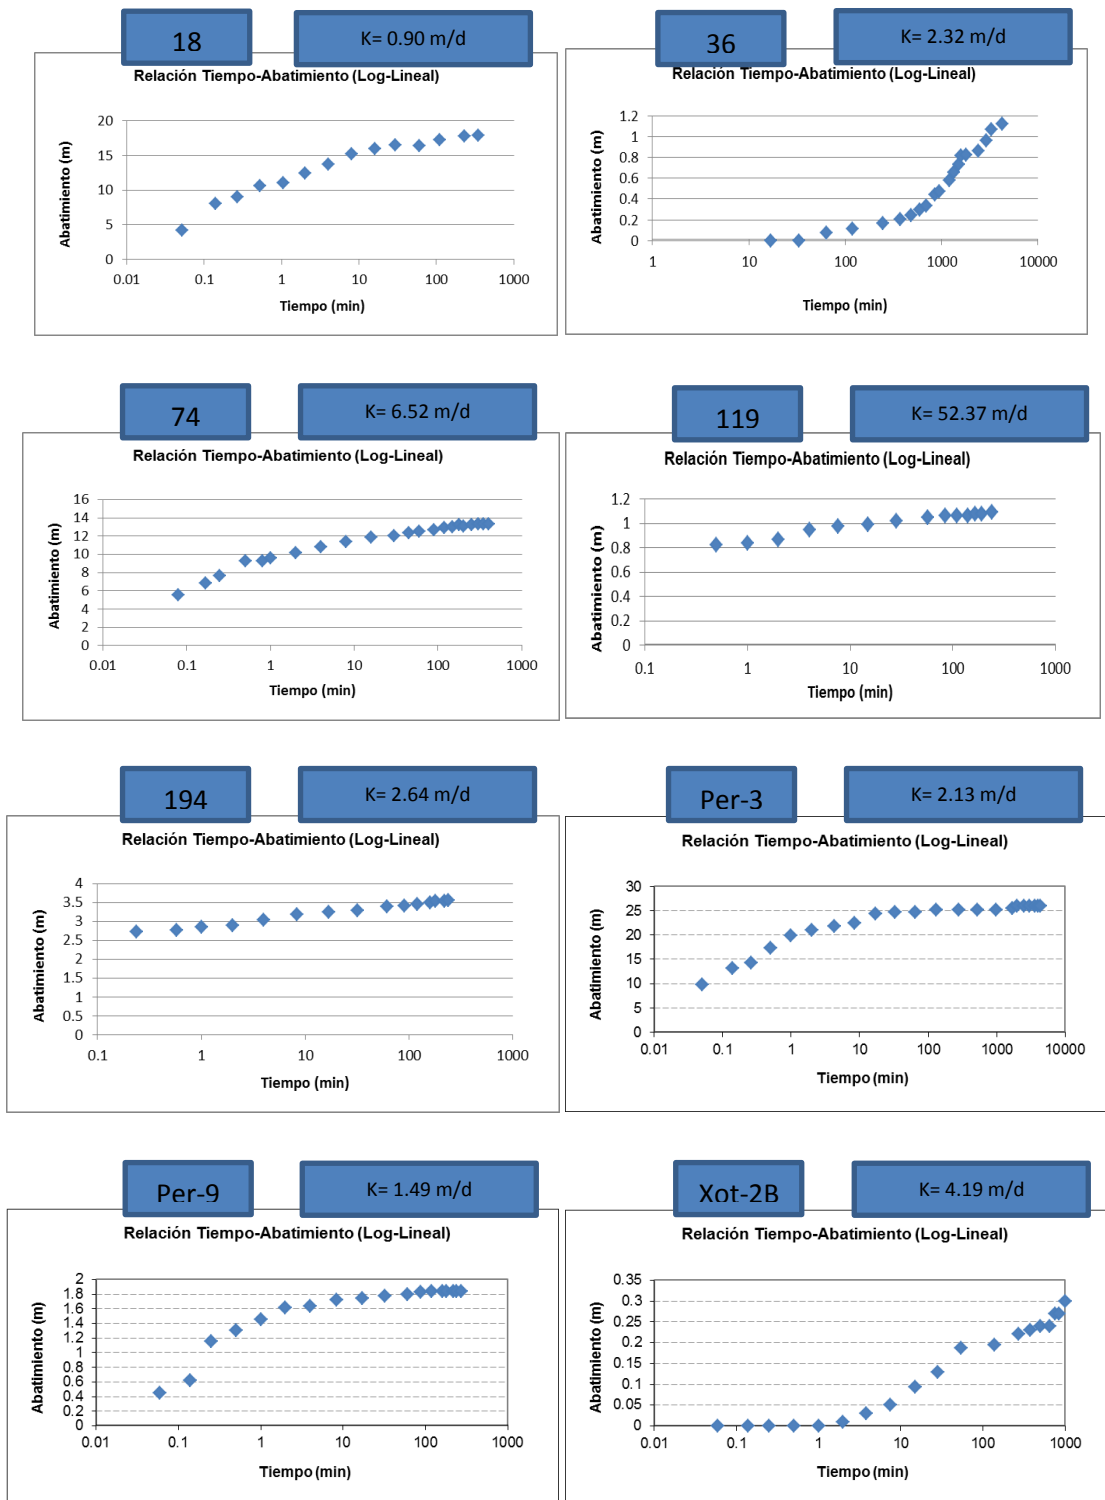 18
K= 0.90 m/d
Relación Tiempo-Abatimiento (Log-Lineal)
Abatimiento (m)
20
15
10
5
0
0.01 0.1 1 10 100 1000
Tiempo (min)
36
K= 2.32 m/d
Relación Tiempo-Abatimiento (Log-Lineal)
Abatimiento (m)
1.2
1
0.8
0.6
0.4
0.2
0
1 10 100 1000 10000
Tiempo (min)
74
K= 6.52 m/d
Relación Tiempo-Abatimiento (Log-Lineal)
Abatimiento (m)
16
14
12
10
8
6
4
2
0
0.01 0.1 1 10 100 1000
Tiempo (min)
119
K= 52.37 m/d
Relación Tiempo-Abatimiento (Log-Lineal)
Abatimiento (m)
1.2
1
0.8
0.6
0.4
0.2
0
0.1 1 10 100 1000
Tiempo (min)
194
K= 2.64 m/d
Relación Tiempo-Abatimiento (Log-Lineal)
Abatimiento (m)
4
3.5
3
2.5
2
1.5
1
0.5
0
0.1 1 10 100 1000
Tiempo (min)
Per-3
K= 2.13 m/d
Relación Tiempo-Abatimiento (Log-Lineal)
Abatimiento (m)
30
25
20
15
10
5
0
0.01 0.1 1 10 100 1000 10000
Tiempo (min)
Per-9
K= 1.49 m/d
Relación Tiempo-Abatimiento (Log-Lineal)
Abatimiento (m)
2
1.8
1.6
1.4
1.2
1
0.8
0.6
0.4
0.2
0
0.01 0.1 1 10 100 1000
Tiempo (min)
Xot-2B
K= 4.19 m/d
Relación Tiempo-Abatimiento (Log-Lineal)
Abatimiento (m)
0.35
0.3
0.25
0.2
0.15
0.1
0.05
0
0.01 0.1 1 10 100 1000
Tiempo (min)